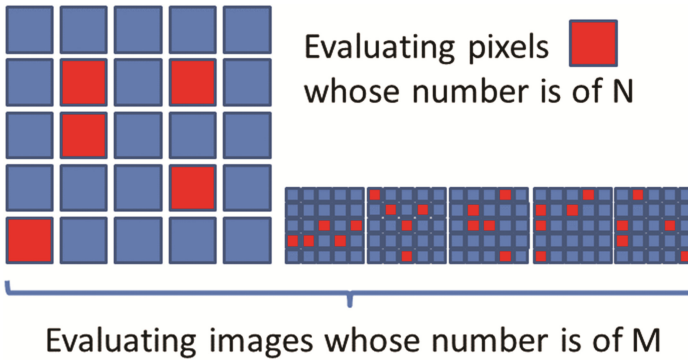 Evaluating pixels
whose number is of N
Evaluating images whose number is of M